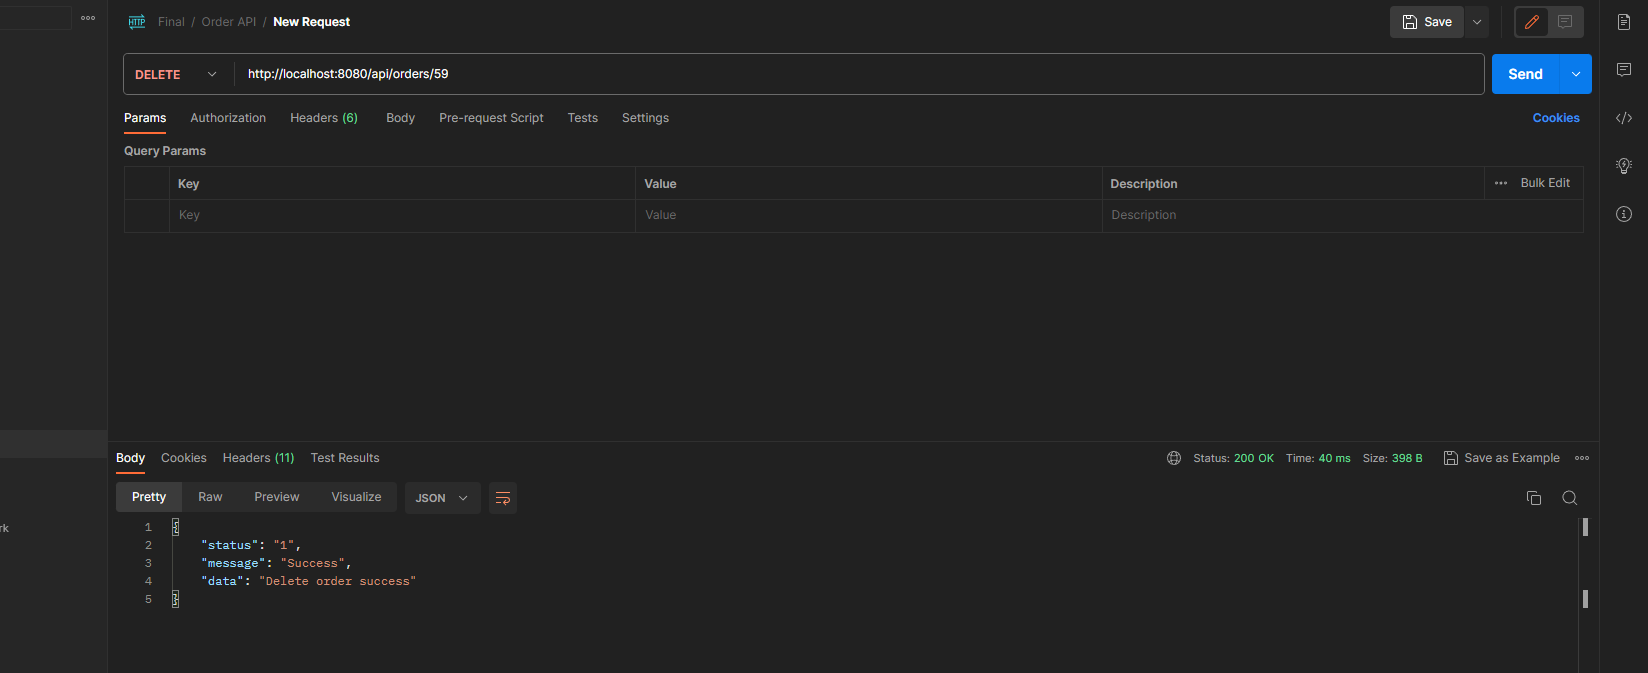 HTTP Final / Order API / New Request
Save
DELETE http://localhost:8080/api/orders/59
Send
Params Authorization Headers (6) Body Pre-request Script Tests Settings Cookies
Query Params
Key Value Description Bulk Edit
Key Value Description
Body Cookies Headers (11) Test Results Status: 200 OK Time: 40 ms Size: 398 B Save as Example
Pretty Raw Preview Visualize JSON
1 {
2 "status": "1",
rk
3 "message": "Success",
4 "data": "Delete order success"
5 }